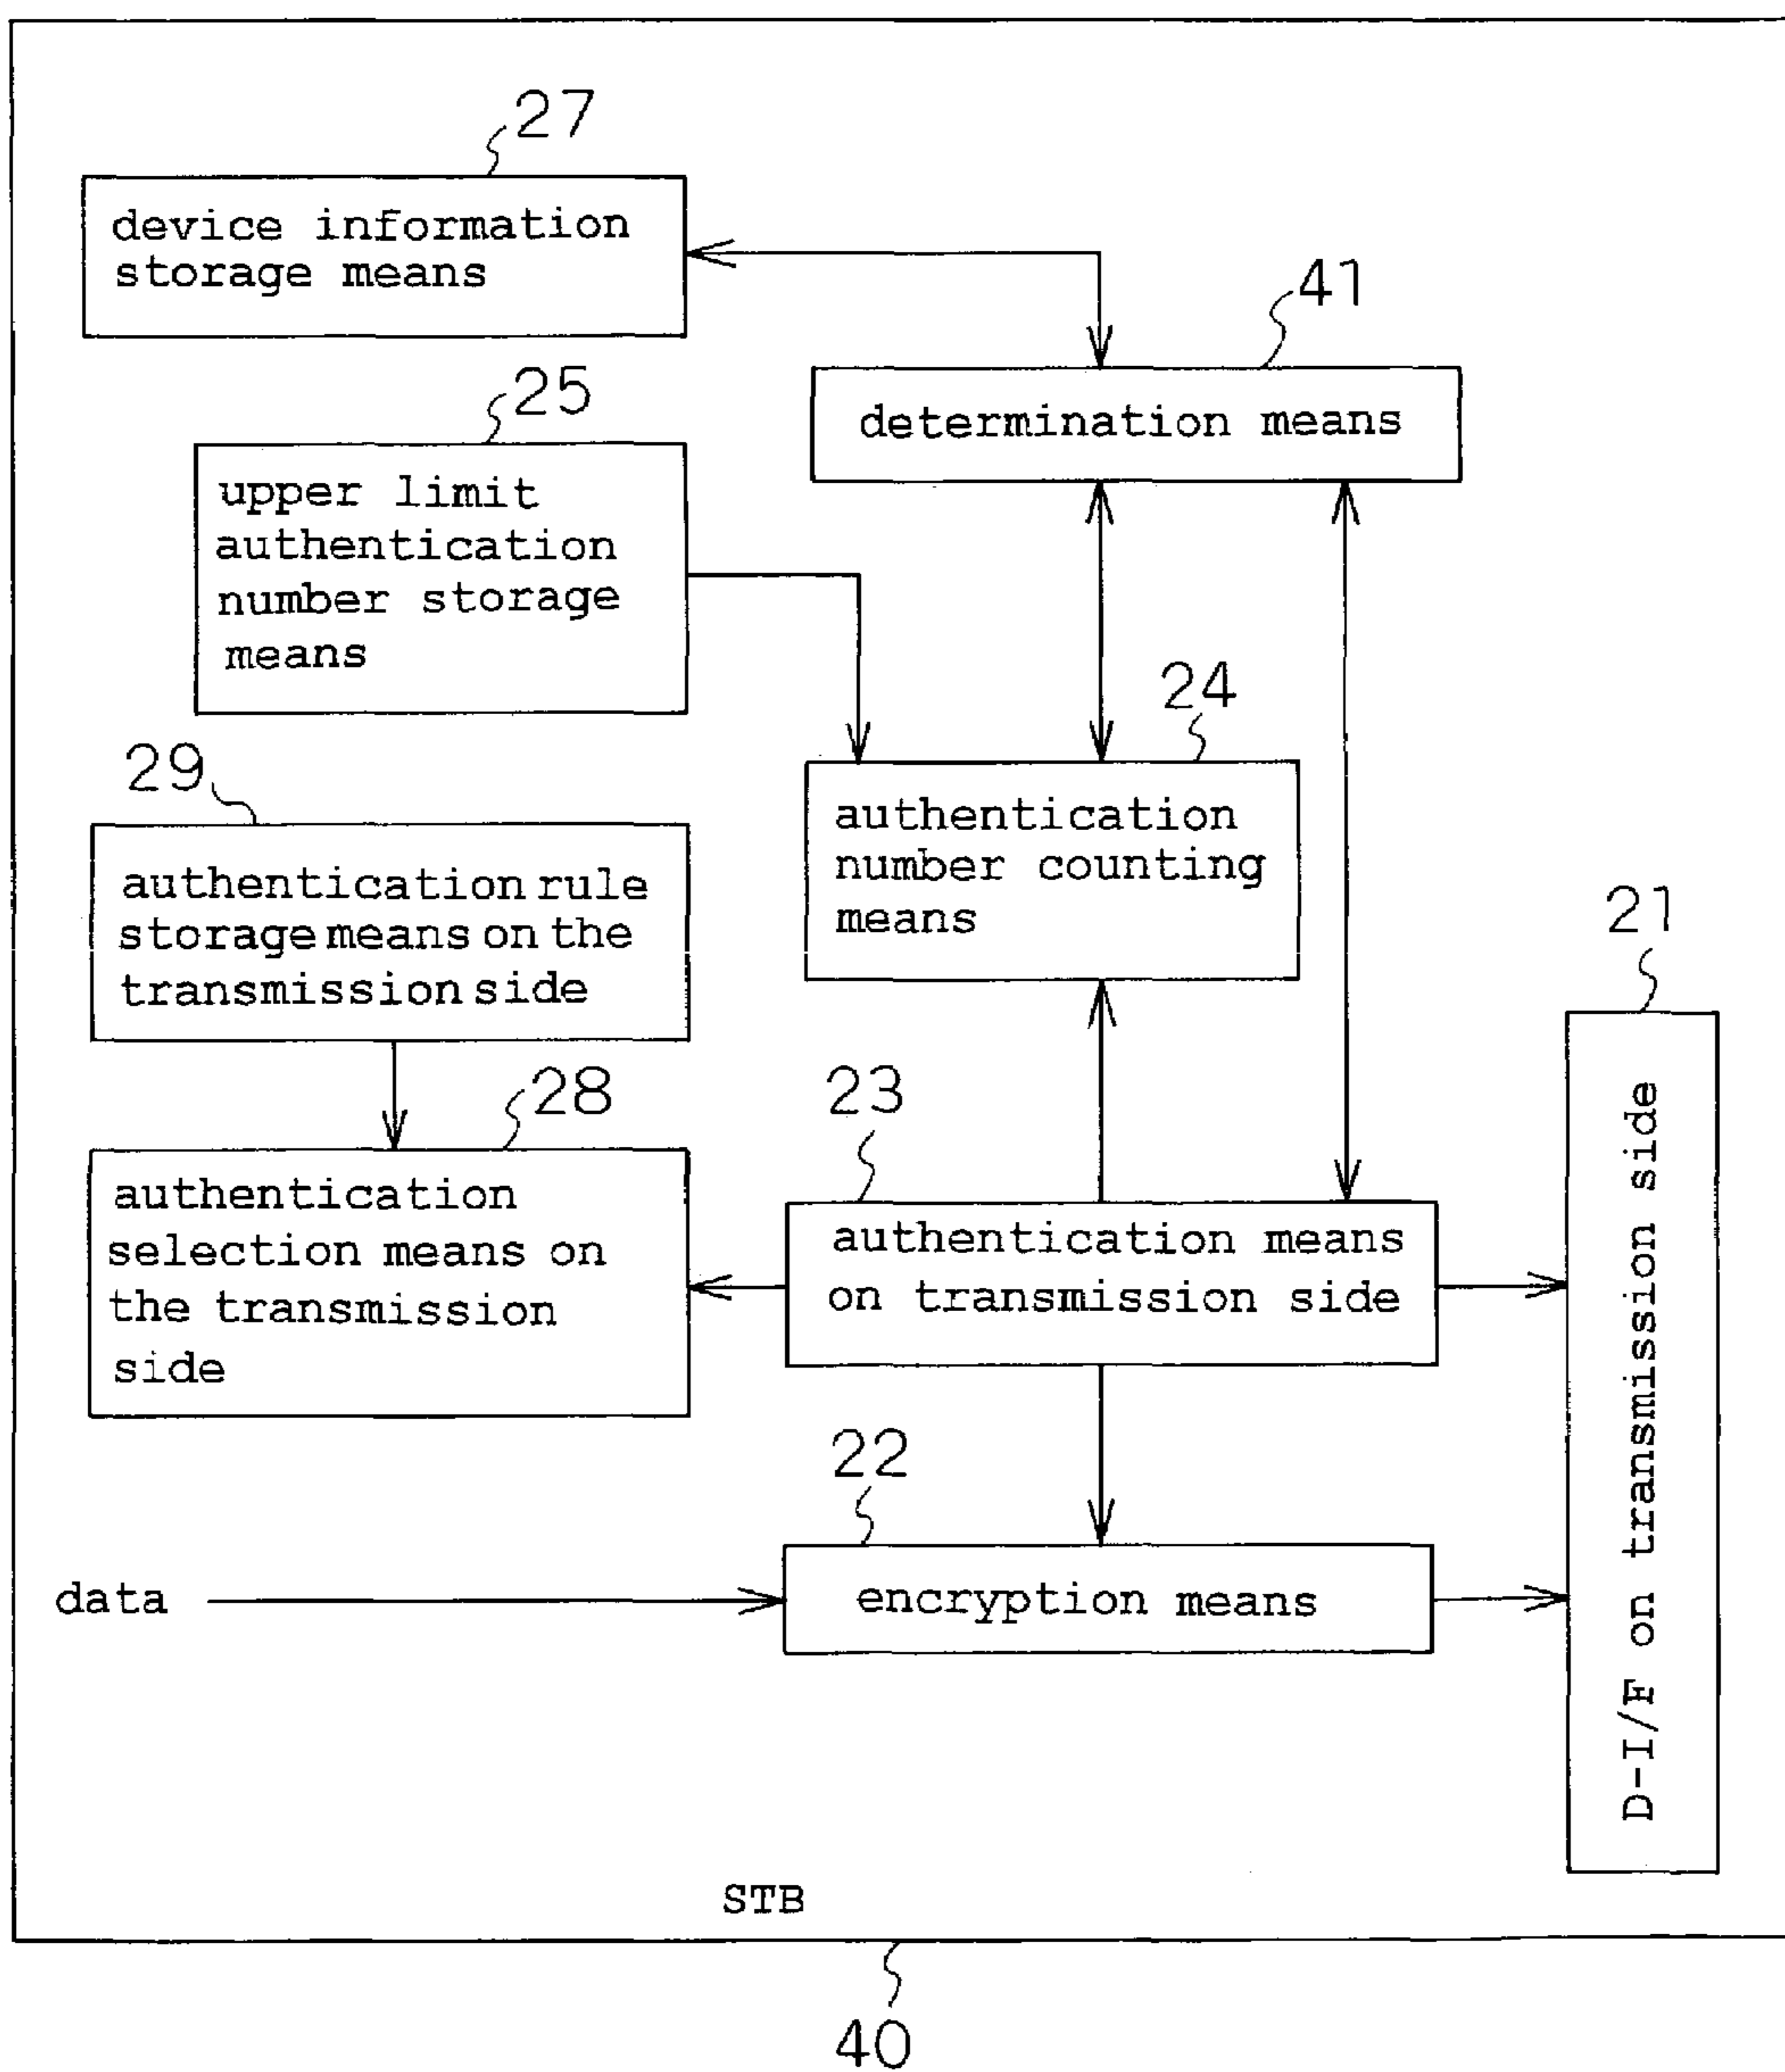 27
device information
storage means
41
determination means
25
upper limit
authentication
number storage
means
24
authentication
number counting
means
29
authentication rule
storage means on the
transmission side
21
D-I/F on transmission side
28
authentication
selection means on
the transmission
side
23
authentication means
on transmission side
22
data
encryption means
STB
40